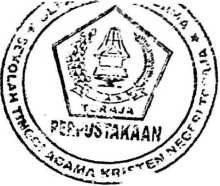 SEKOLAH TINGGI AGAMA KRISTEN NEGERI TORAJA
TORAJA
PERPUSTAKAAN